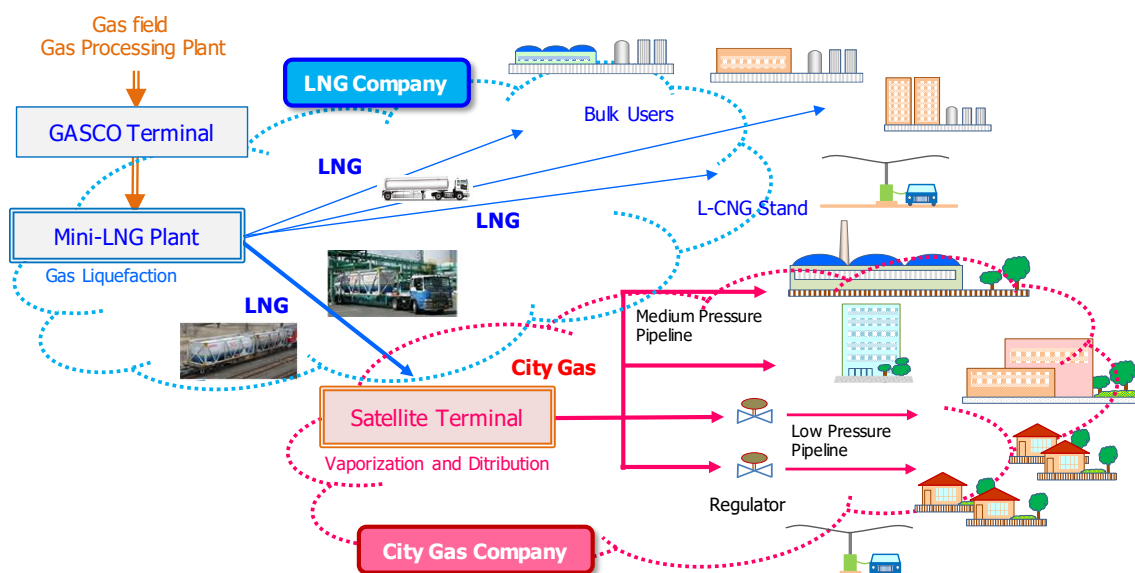 Gas field
Gas Processing Plant
LNG Company
GASCO Terminal
Bulk Users
LNG
LNG
L-CNG Stand
Mini-LNG Plant
Gas Liquefaction
LNG
Medium Pressure
Pipeline
City Gas
Satellite Terminal
Low Pressure
Pipeline
Vaporization and Ditribution
Regulator
City Gas Company